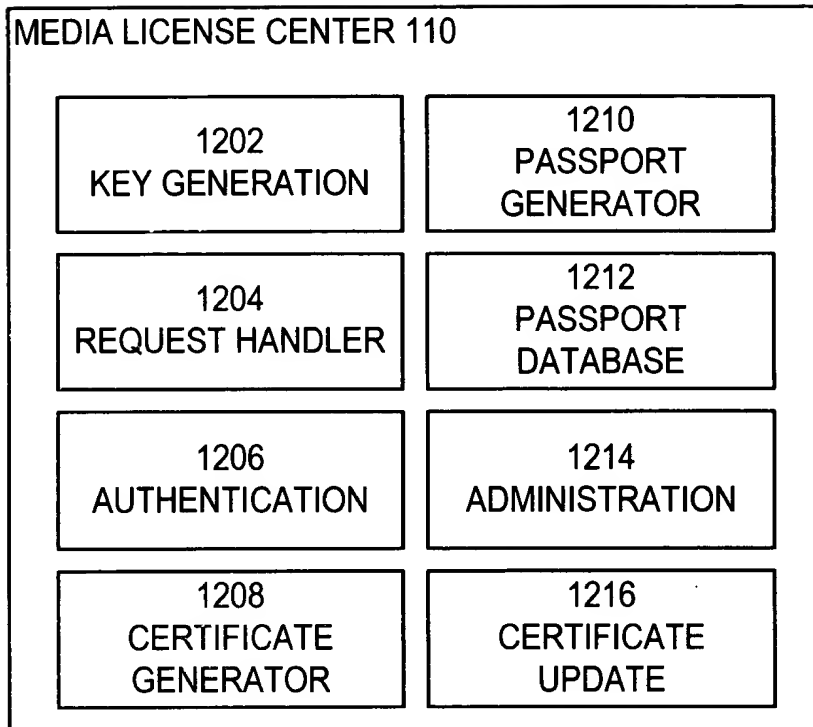 MEDIA LICENSE CENTER 110
1202
KEY GENERATION
1204
REQUEST HANDLER
1206
AUTHENTICATION
1208
CERTIFICATE
GENERATOR
1210
PASSPORT
GENERATOR
1212
PASSPORT
DATABASE
1214
ADMINISTRATION
1216
CERTIFICATE
UPDATE